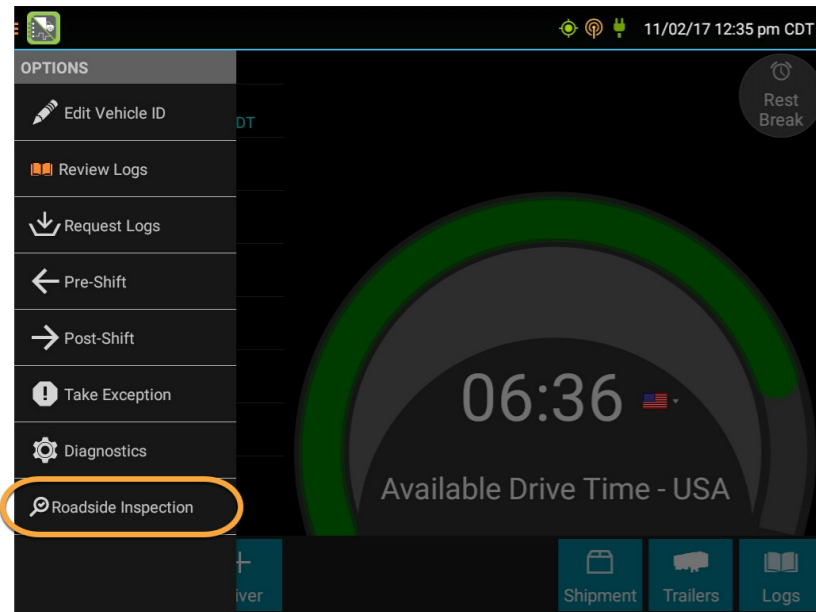 11/02/17 12:35 pm CDT
OPTIONS
Edit Vehicle ID
Review Logs
Request Logs
Pre-Shift
Post-Shift
Take Exception
Diagnostics
Roadside Inspection
DT
Rest
Break
06:36
Available Drive Time - USA
iver
Shipment
Trailers
Logs